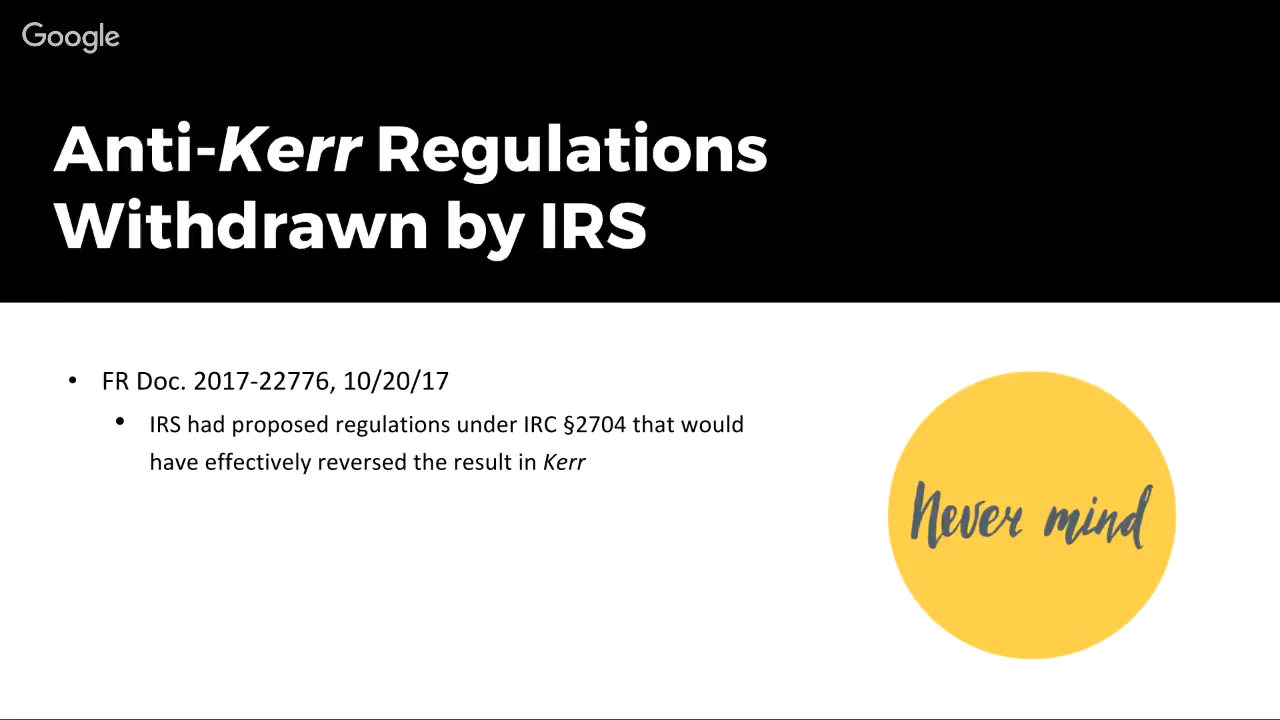 Google
Anti-Kerr Regulations
Withdrawn by IRS
• FR Doc. 2017-22776, 10/20/17
• IRS had proposed regulations under IRC §2704 that would
have effectively reversed the result in Kerr
Never mind